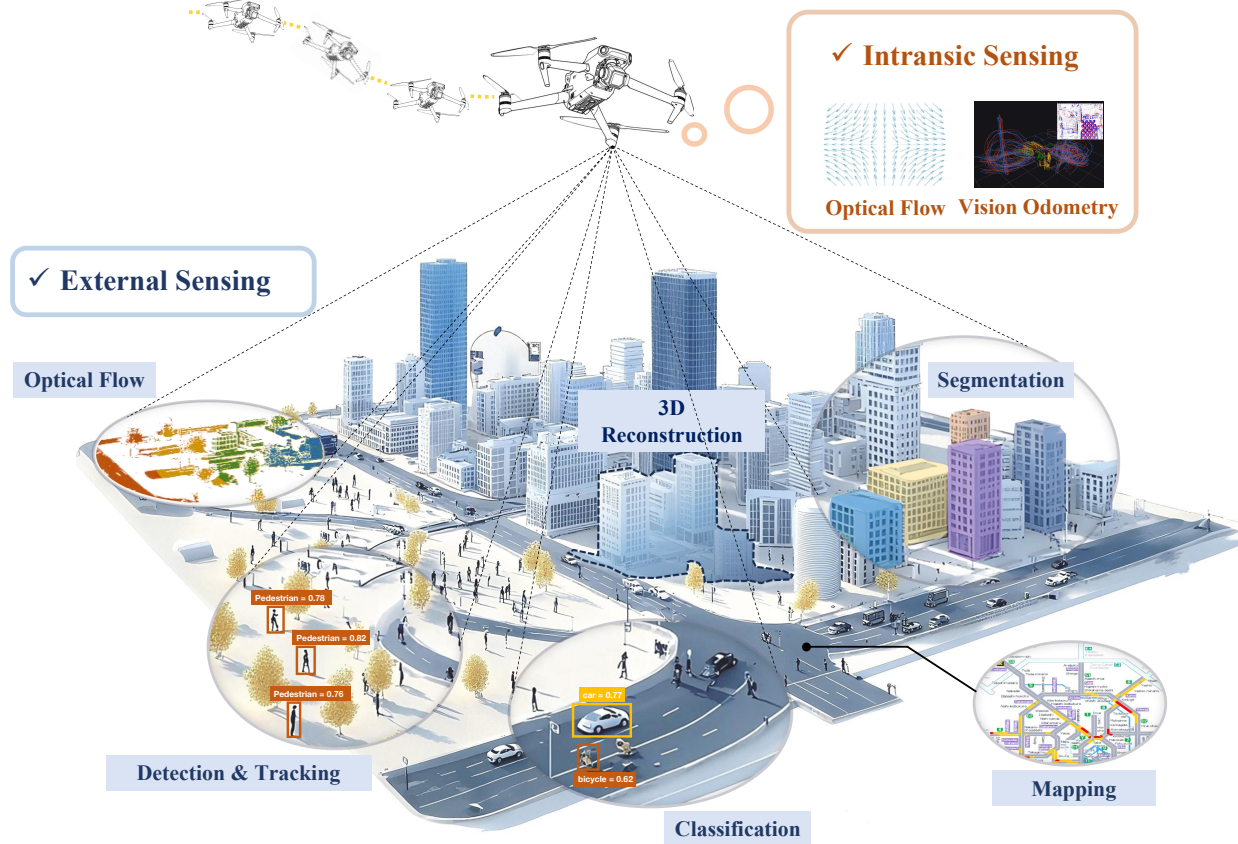 ✓ Intransic Sensing
Optical Flow
Vision Odometry
✓ External Sensing
Optical Flow
Segmentation
3D
Reconstruction
Pedestrian = 0.78
Pedestrian = 0.82
Pedestrian = 0.76
car = 0.77
bicycle = 0.62
Detection & Tracking
Mapping
Classification